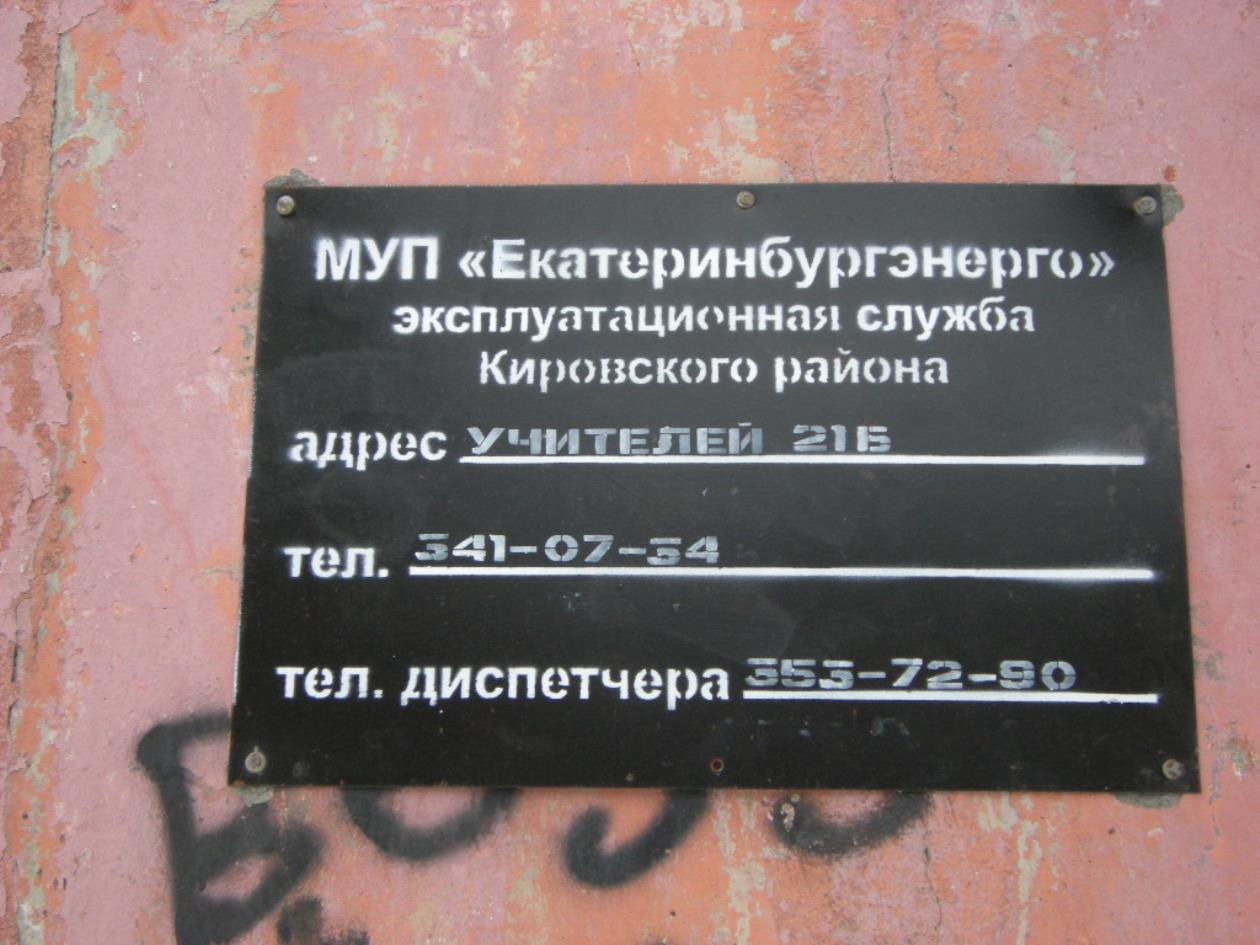 МУП «Екатеринбургэнерго»
эксплуатационная служба
Кировского района
адрес УЧИТЕЛЕЙ 21Б
тел. 341-07-34
тел. диспетчера 353-72-90